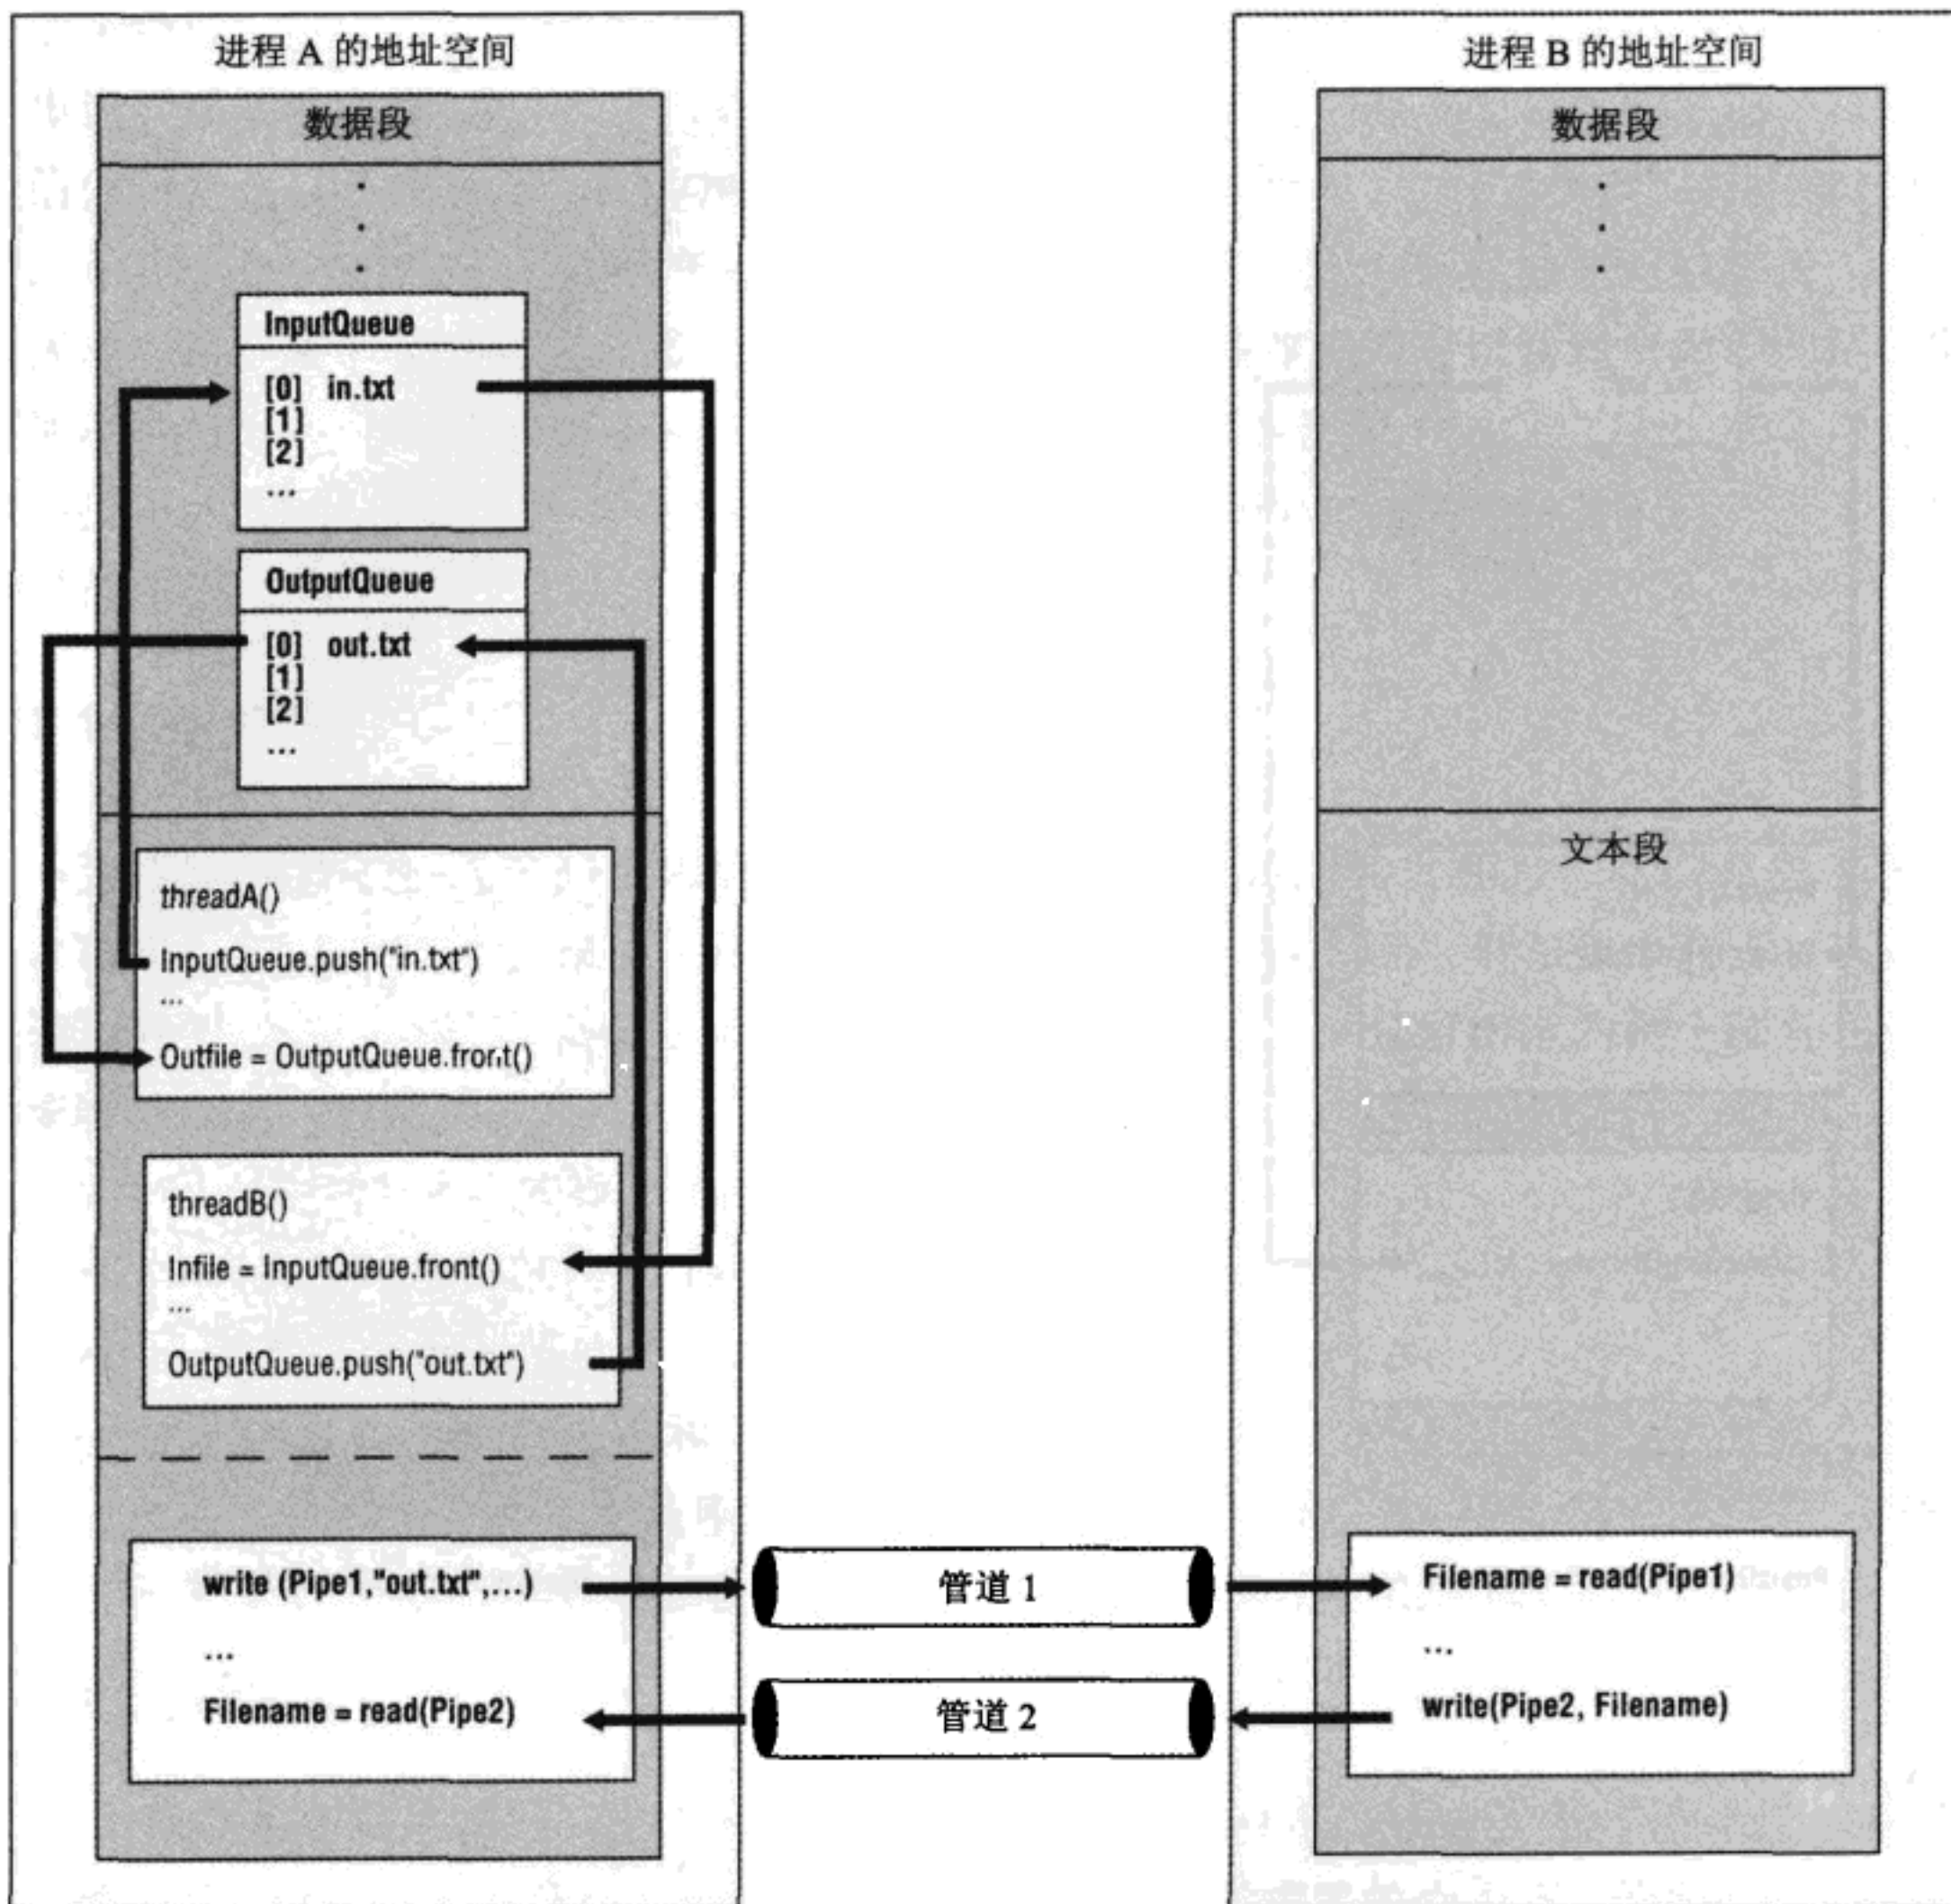 进程 A 的地址空间
数据段
.
.
.
InputQueue
[0] in.txt
[1]
[2]
...
OutputQueue
[0] out.txt
[1]
[2]
...
threadA()
InputQueue.push("in.txt")
...
Outfile = OutputQueue.front()
threadB()
Infile = InputQueue.front()
...
OutputQueue.push("out.txt")
write (Pipe1,"out.txt",...)
...
Filename = read(Pipe2)
管道 1
管道 2
进程 B 的地址空间
数据段
.
.
.
文本段
Filename = read(Pipe1)
...
write(Pipe2, Filename)